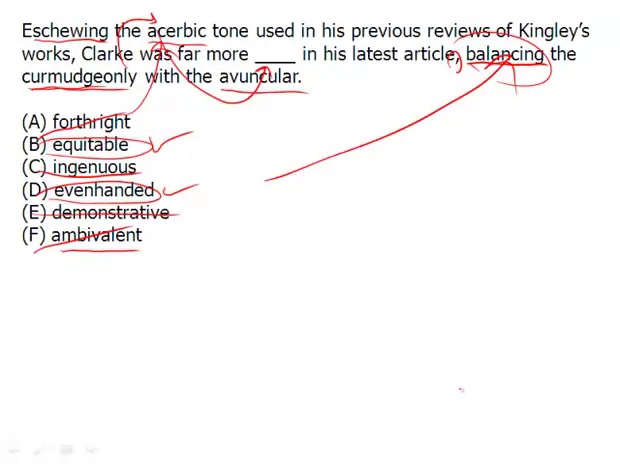 Eschewing the acerbic tone used in his previous reviews of Kingley's
works, Clarke was far more ____ in his latest article, balancing the
curmudgeonly with the avuncular.
(A) forthright
(B) equitable
(C) ingenuous
(D) evenhanded
(E) demonstrative
(F) ambivalent